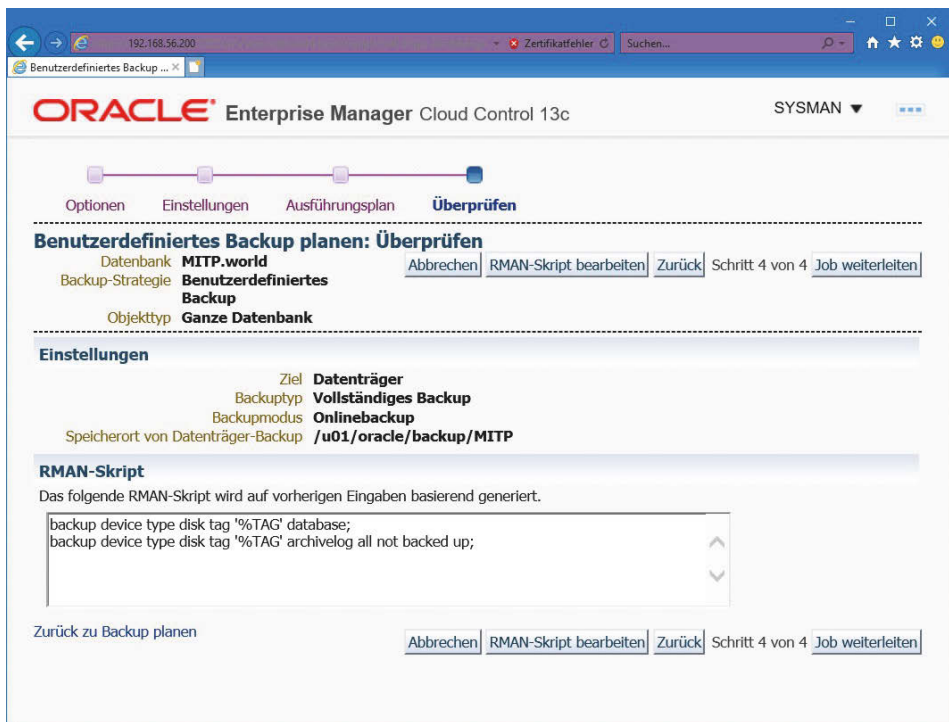 192.168.56.200
Zertifikatfehler
Suchen...
Benutzerdefiniertes Backup ...
ORACLE Enterprise Manager Cloud Control 13c
SYSMAN
Optionen Einstellungen Ausführungsplan Überprüfen
Benutzerdefiniertes Backup planen: Überprüfen
Datenbank MITP.world
Abbrechen RMAN-Skript bearbeiten Zurück Schritt 4 von 4 Job weiterleiten
Backup-Strategie Benutzerdefiniertes
Backup
Objekttyp Ganze Datenbank
Einstellungen
Ziel Datenträger
Backuptyp Vollständiges Backup
Backupmodus Onlinebackup
Speicherort von Datenträger-Backup /u01/oracle/backup/MITP
RMAN-Skript
Das folgende RMAN-Skript wird auf vorherigen Eingaben basierend generiert.
backup device type disk tag '%TAG' database;
backup device type disk tag '%TAG' archivelog all not backed up;
Zurück zu Backup planen
Abbrechen RMAN-Skript bearbeiten Zurück Schritt 4 von 4 Job weiterleiten